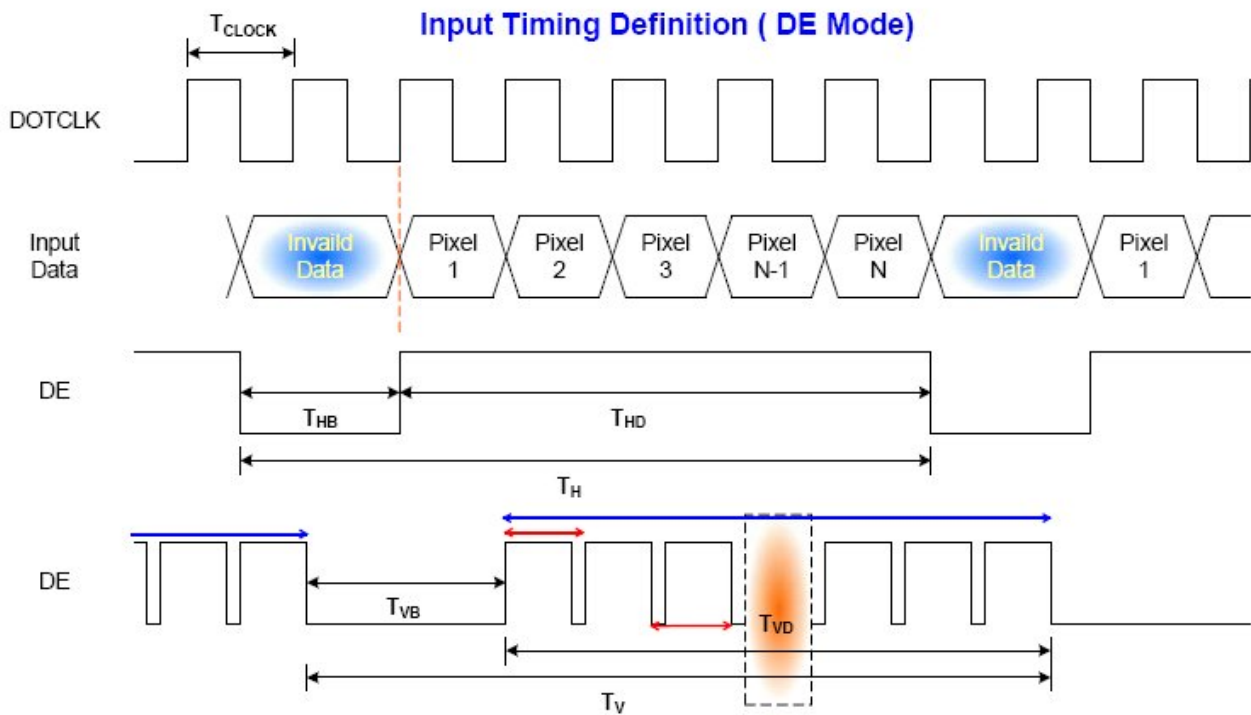 Input Timing Definition ( DE Mode)
TCLOCK
DOTCLK
Input
Data
Invaild
Data
Pixel
1
Pixel
2
Pixel
3
Pixel
N-1
Pixel
N
Invaild
Data
Pixel
1
DE
THB
THD
TH
DE
TVB
TVD
TV